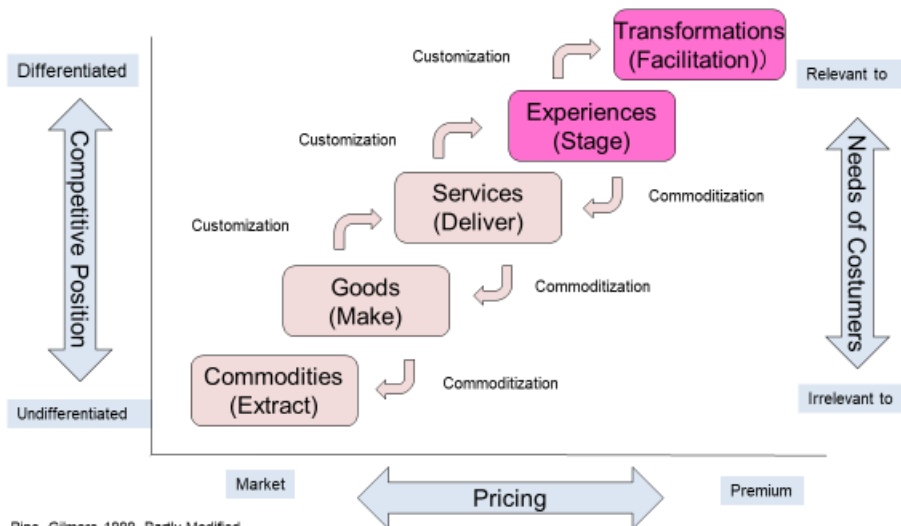 Transformations
(Facilitation))
Customization
Differentiated
Relevant to
Experiences
(Stage)
Customization
Services
(Deliver)
Commoditization
Customization
Competitive Position
Needs of Costumers
Goods
(Make)
Commoditization
Commodities
(Extract)
Commoditization
Undifferentiated
Irrelevant to
Market
Pricing
Premium